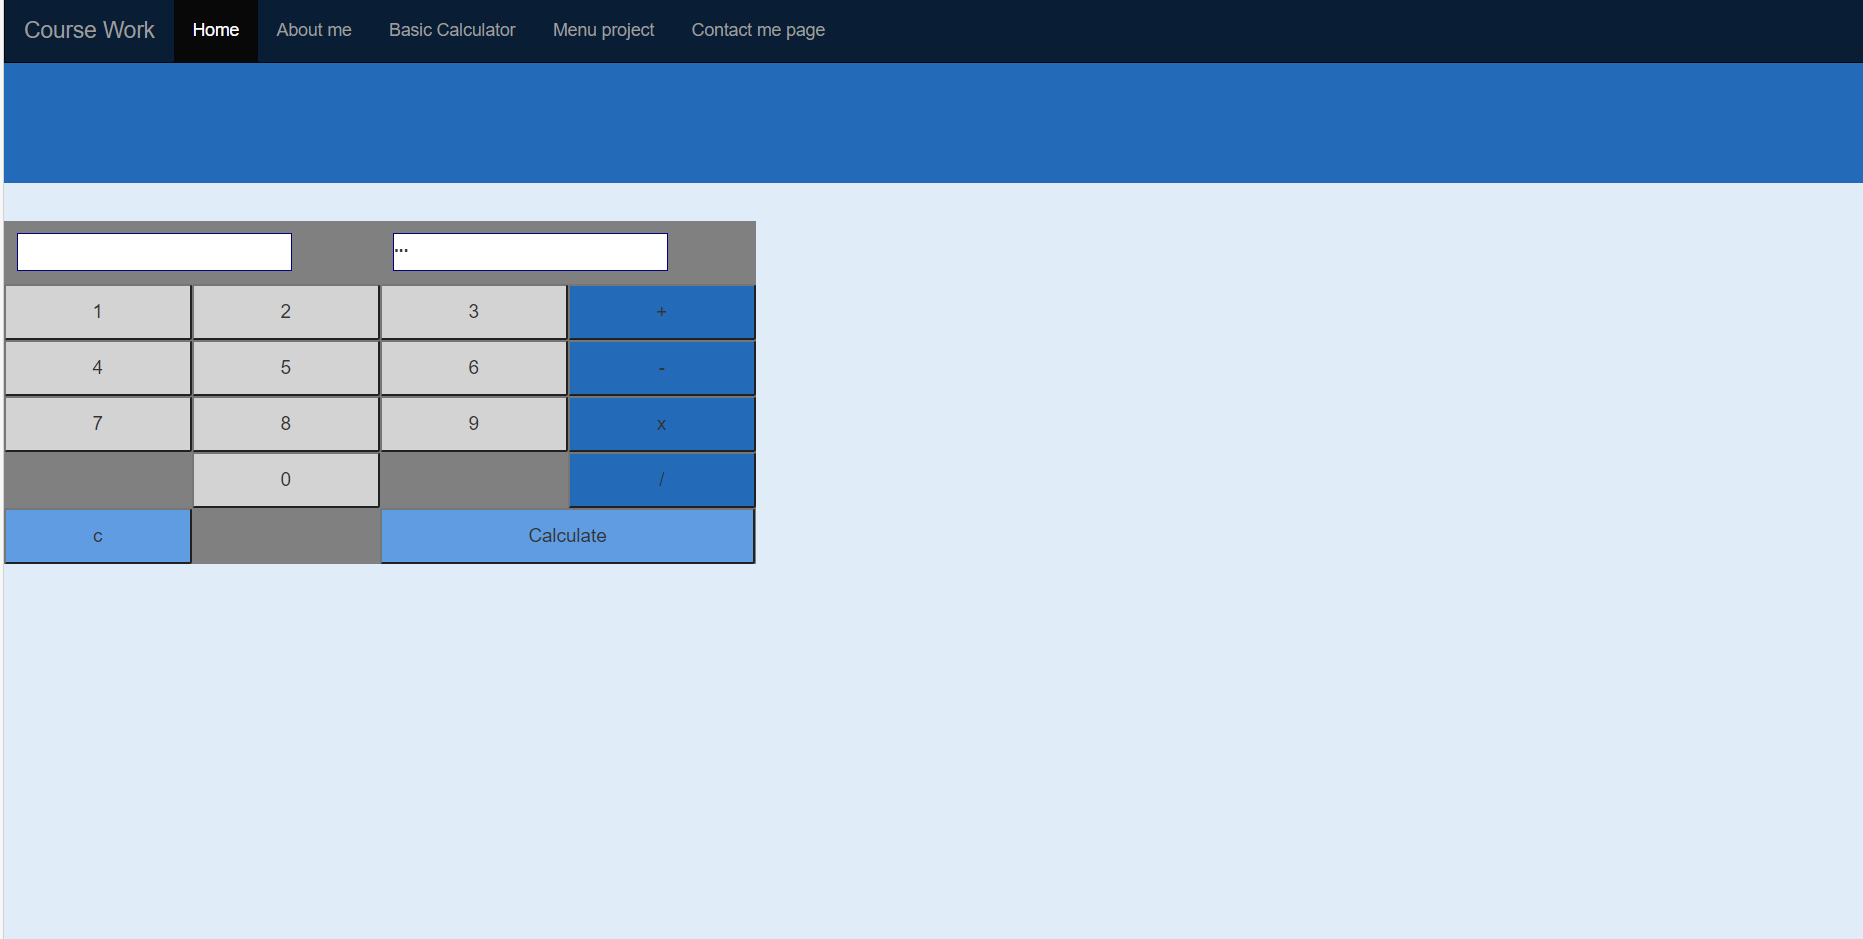 Course Work Home About me Basic Calculator Menu project Contact me page
...
1 2 3 +
4 5 6 -
7 8 9 x
0 /
c Calculate